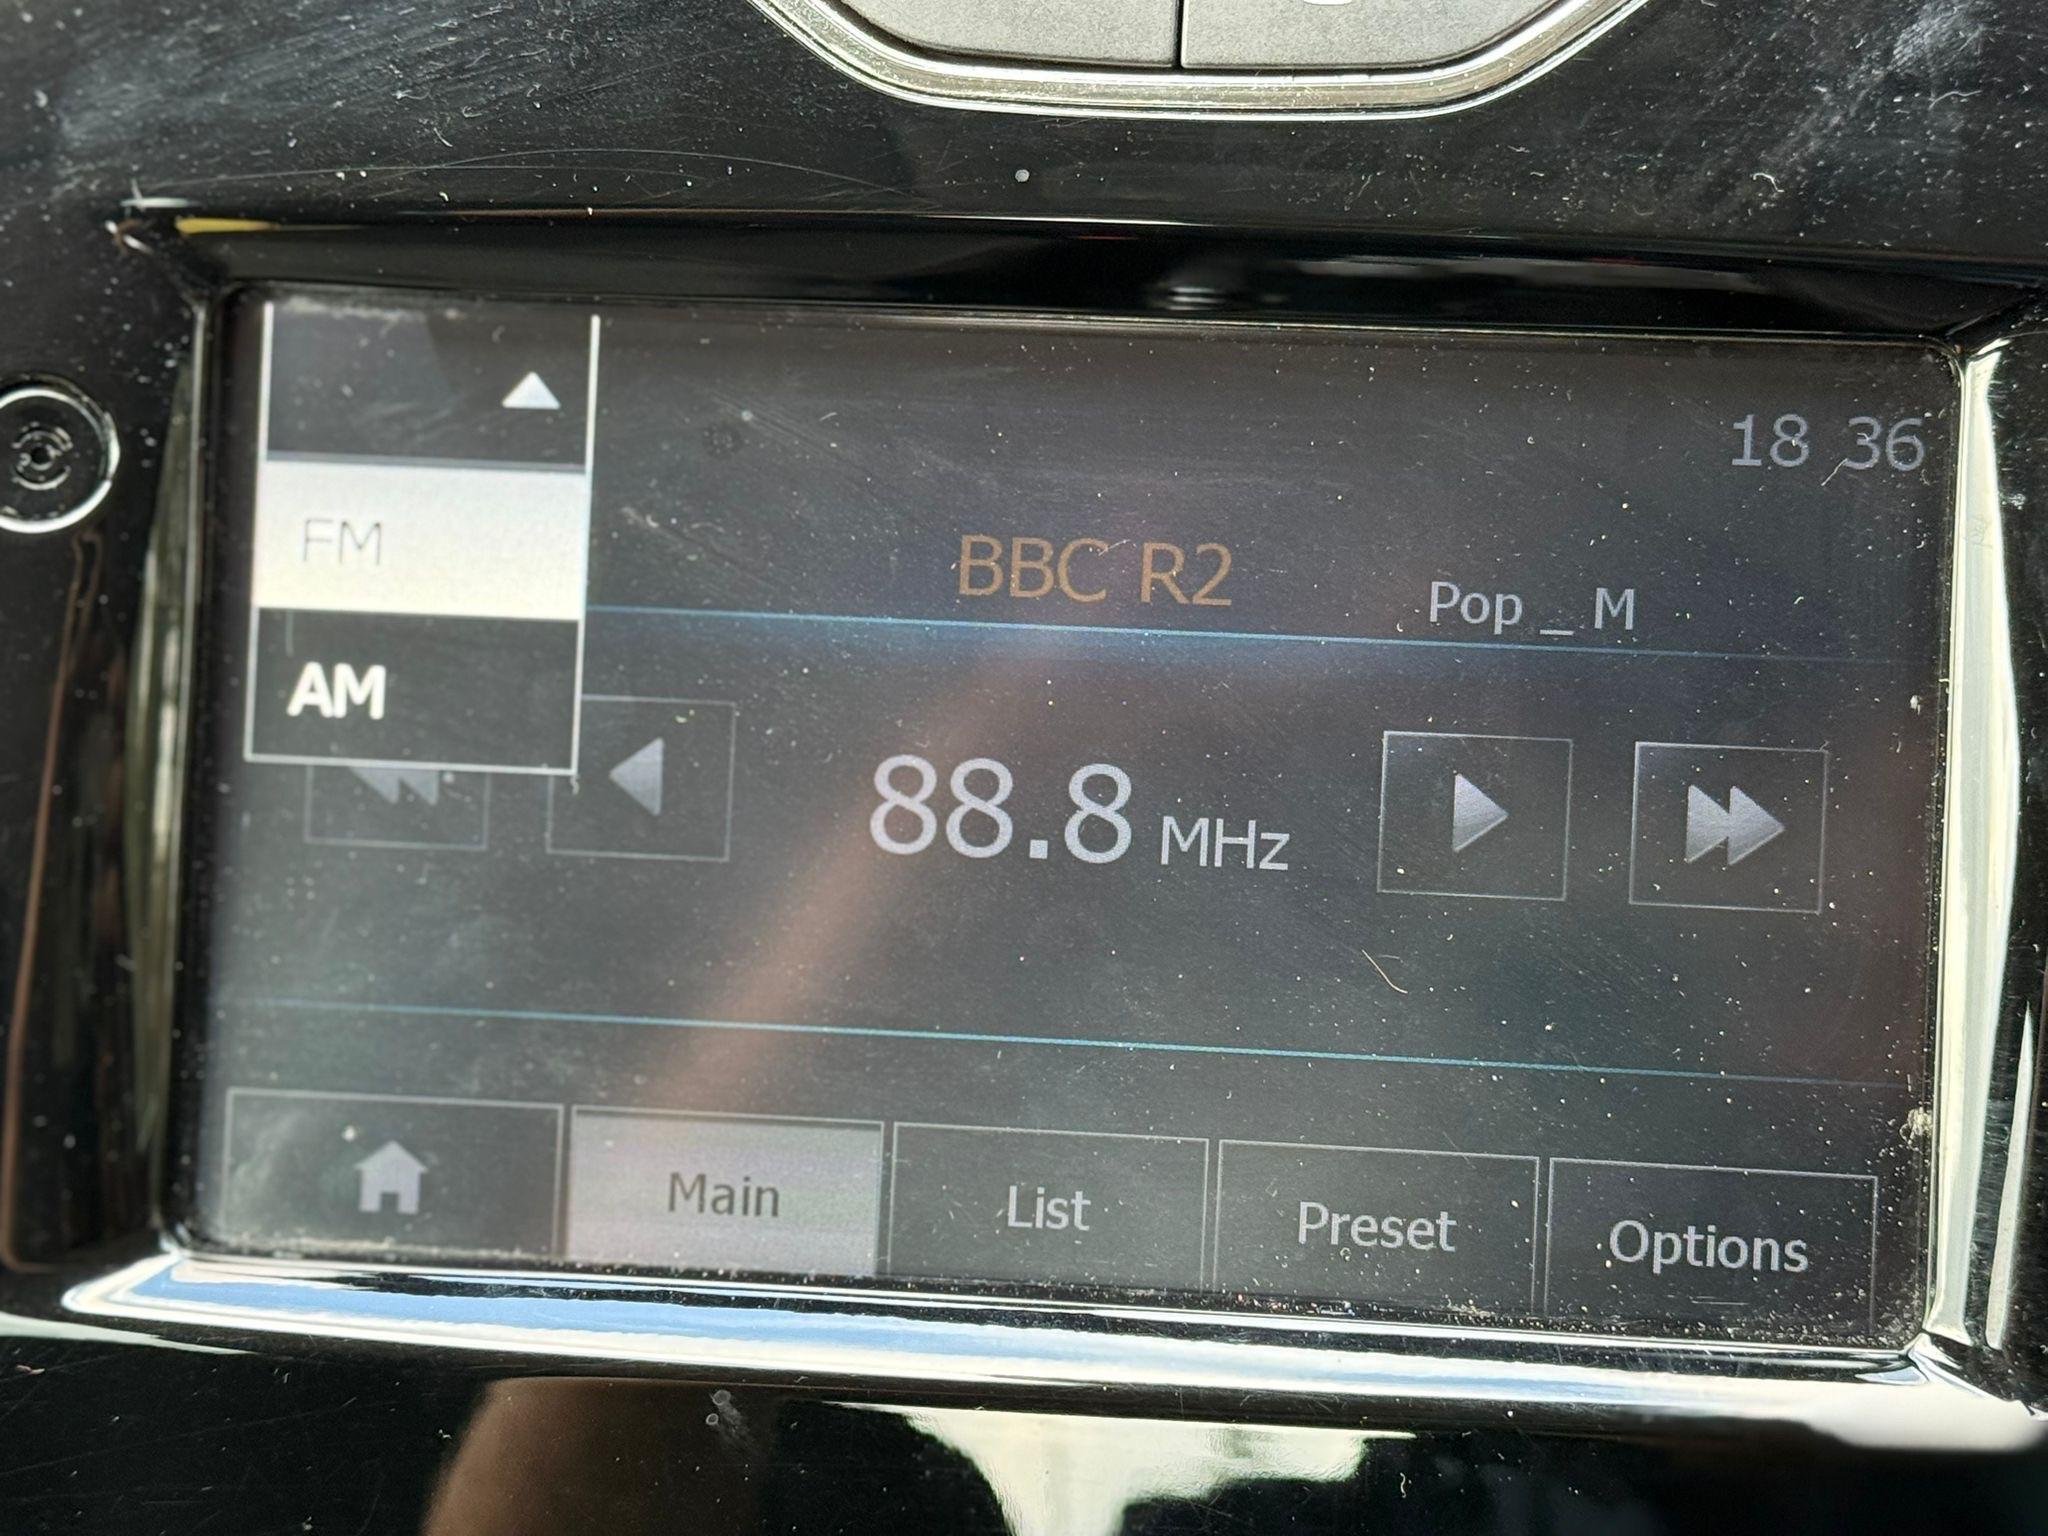 18 36
FM
BBC R2
Pop _ M
AM
88.8 MHz
Main
List
Preset
Options